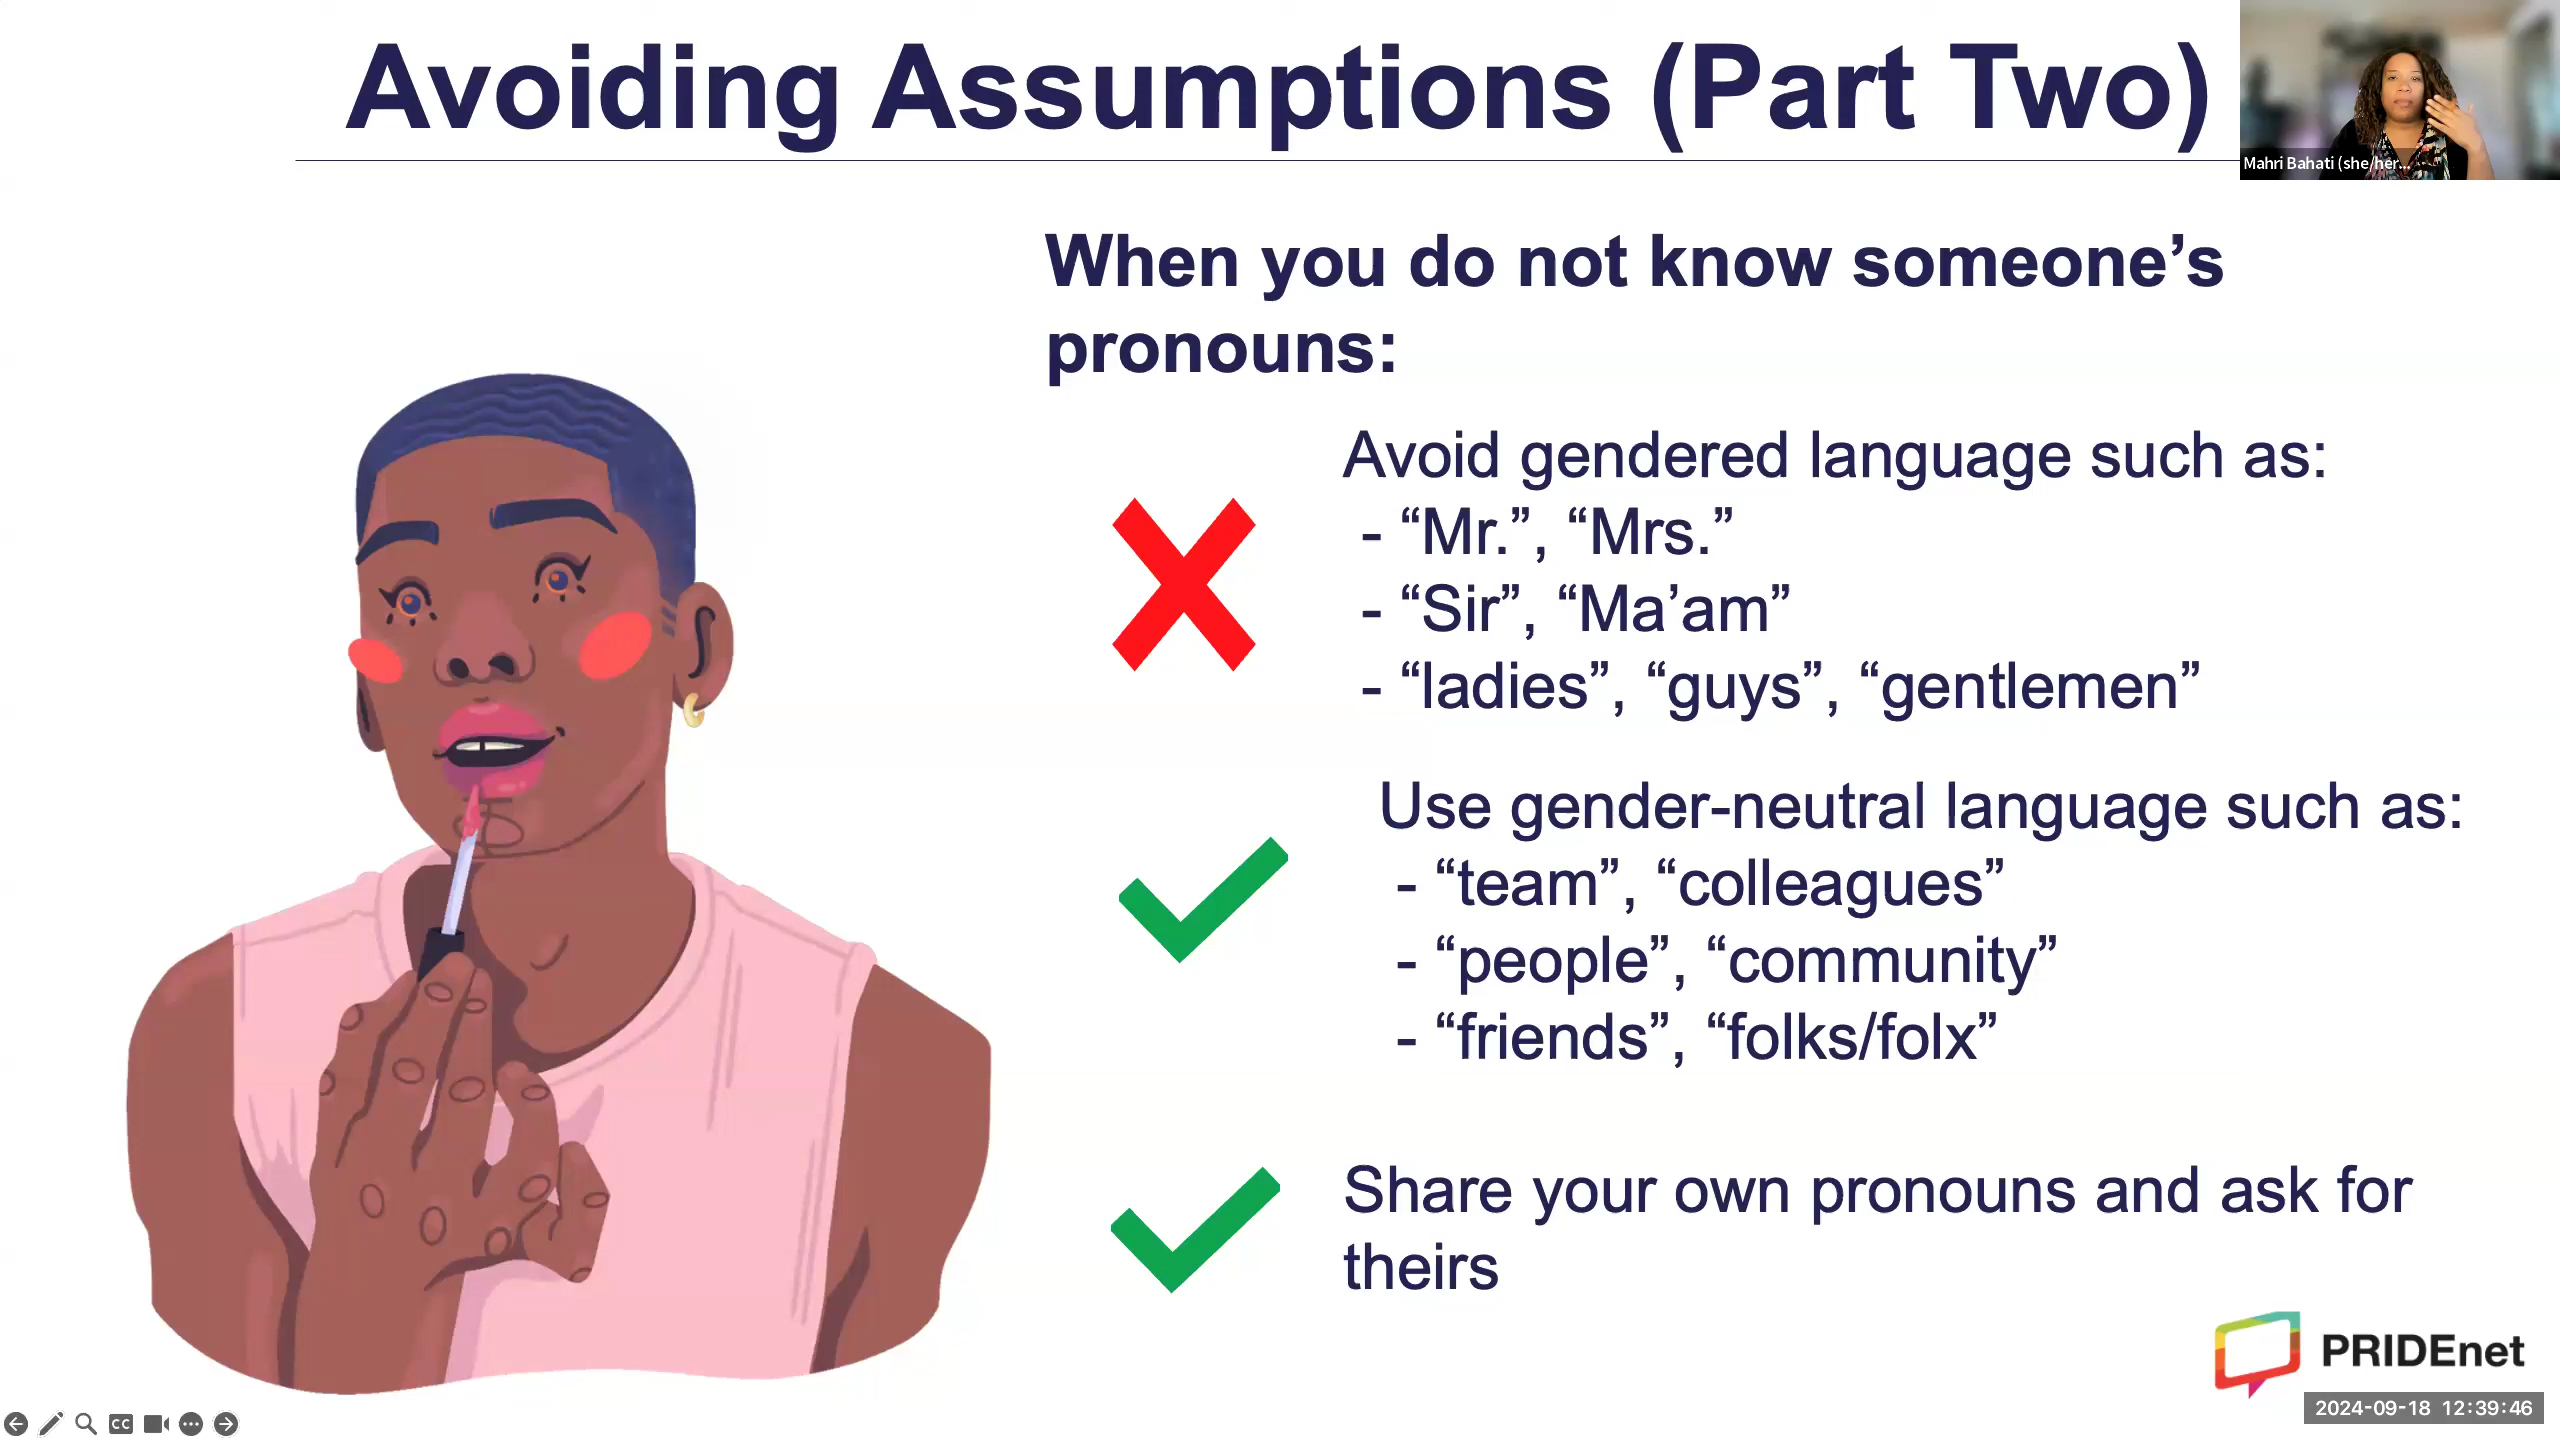 Avoiding Assumptions (Part Two)
Mahri Bahati (she/her...
When you do not know someone’s
pronouns:
Avoid gendered language such as:
- “Mr.”, “Mrs.”
- “Sir”, “Ma’am”
- “ladies”, “guys”, “gentlemen”
Use gender-neutral language such as:
- “team”, “colleagues”
- “people”, “community”
- “friends”, “folks/folx”
Share your own pronouns and ask for
theirs
PRIDEnet
CC
2024-09-18 12:39:46